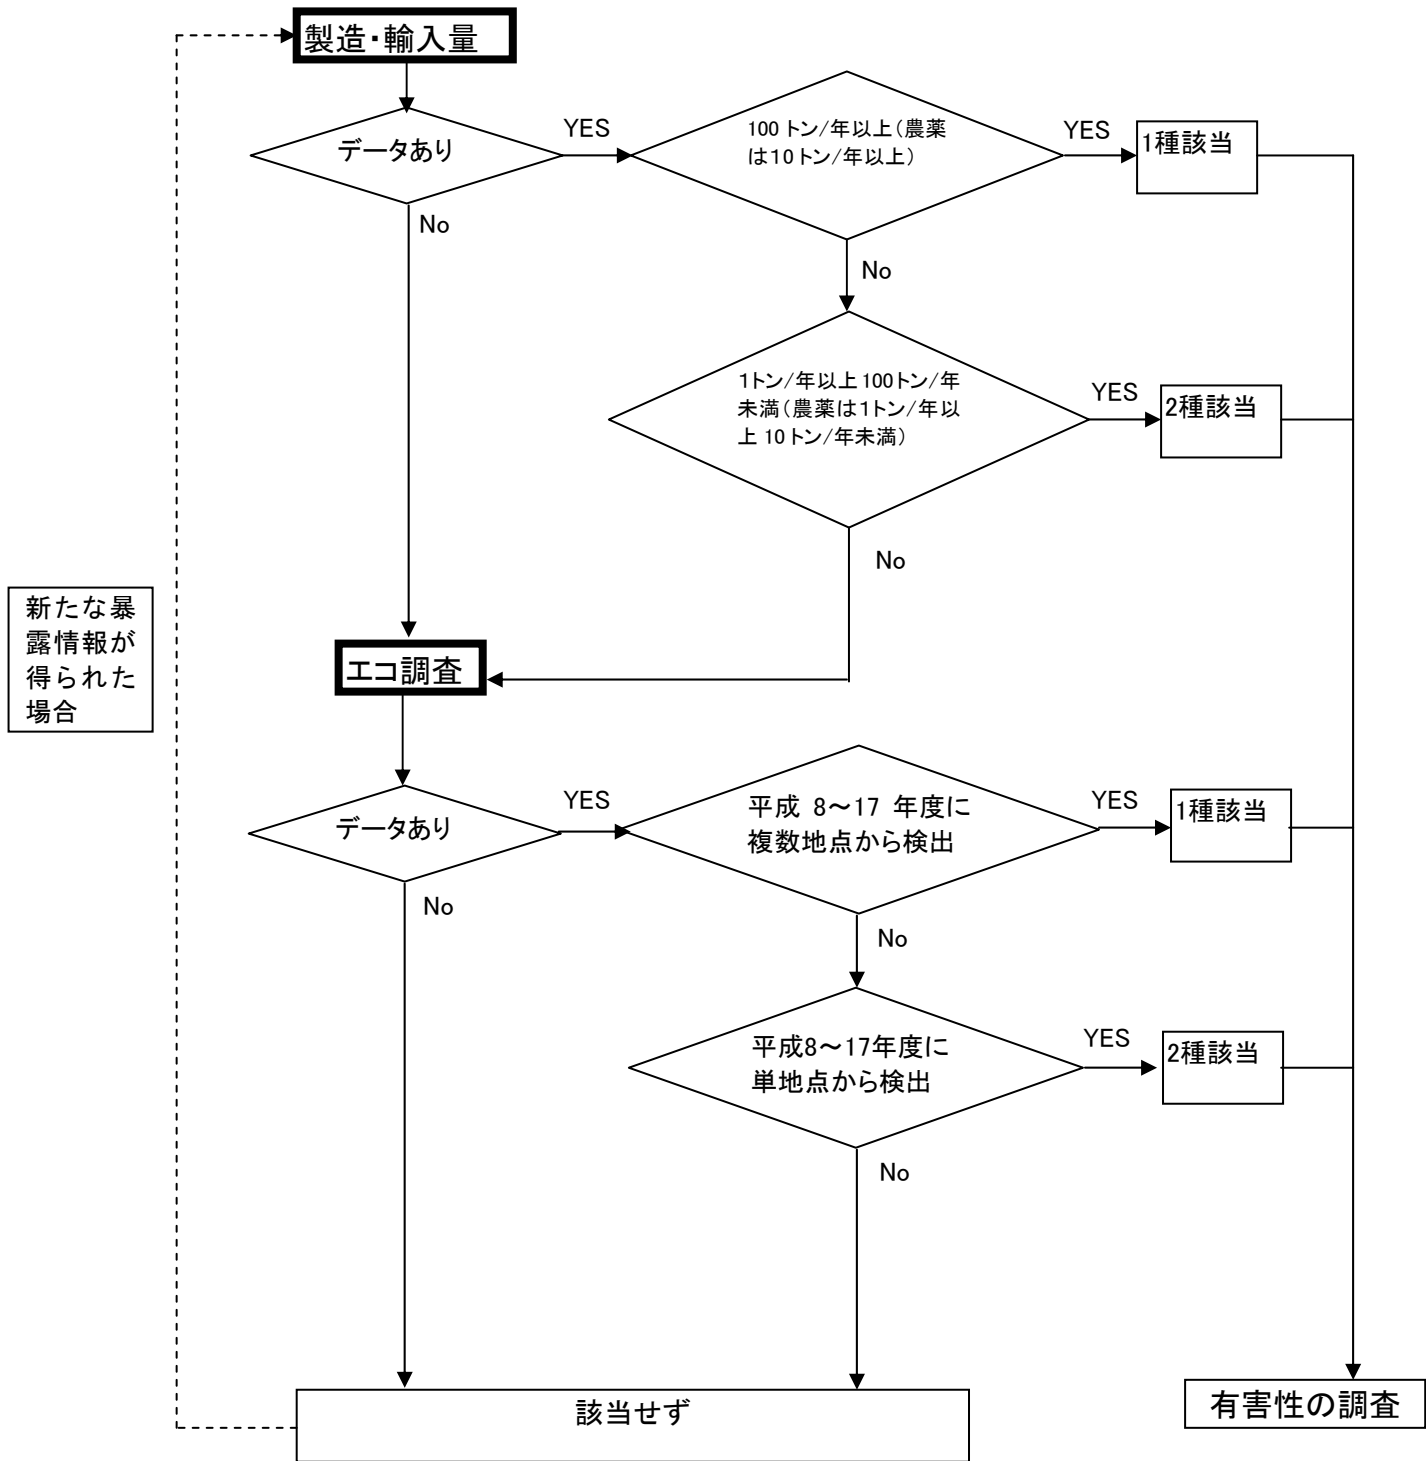 製造・輸入量
データあり
YES
100 トン/年以上(農薬
は10トン/年以上)
YES
1種該当
No
No
1トン/年以上 100トン/年
未満(農薬は1トン/年以
上 10トン/年未満)
YES
2種該当
No
新たな暴
露情報が
得られた
場合
エコ調査
データあり
YES
平成 8～17 年度に
複数地点から検出
YES
1種該当
No
No
平成8～17年度に
単地点から検出
YES
2種該当
No
該当せず
有害性の調査